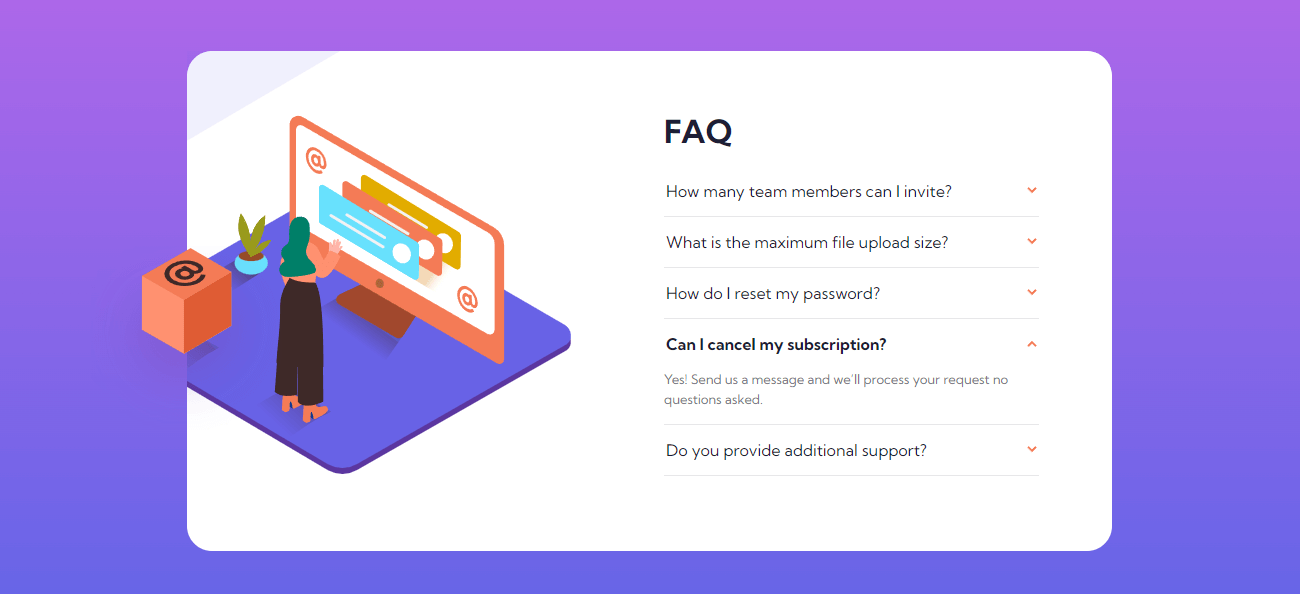 FAQ
How many team members can I invite?
What is the maximum file upload size?
How do I reset my password?
Can I cancel my subscription?
Yes! Send us a message and we’ll process your request no
questions asked.
Do you provide additional support?
@
@
@